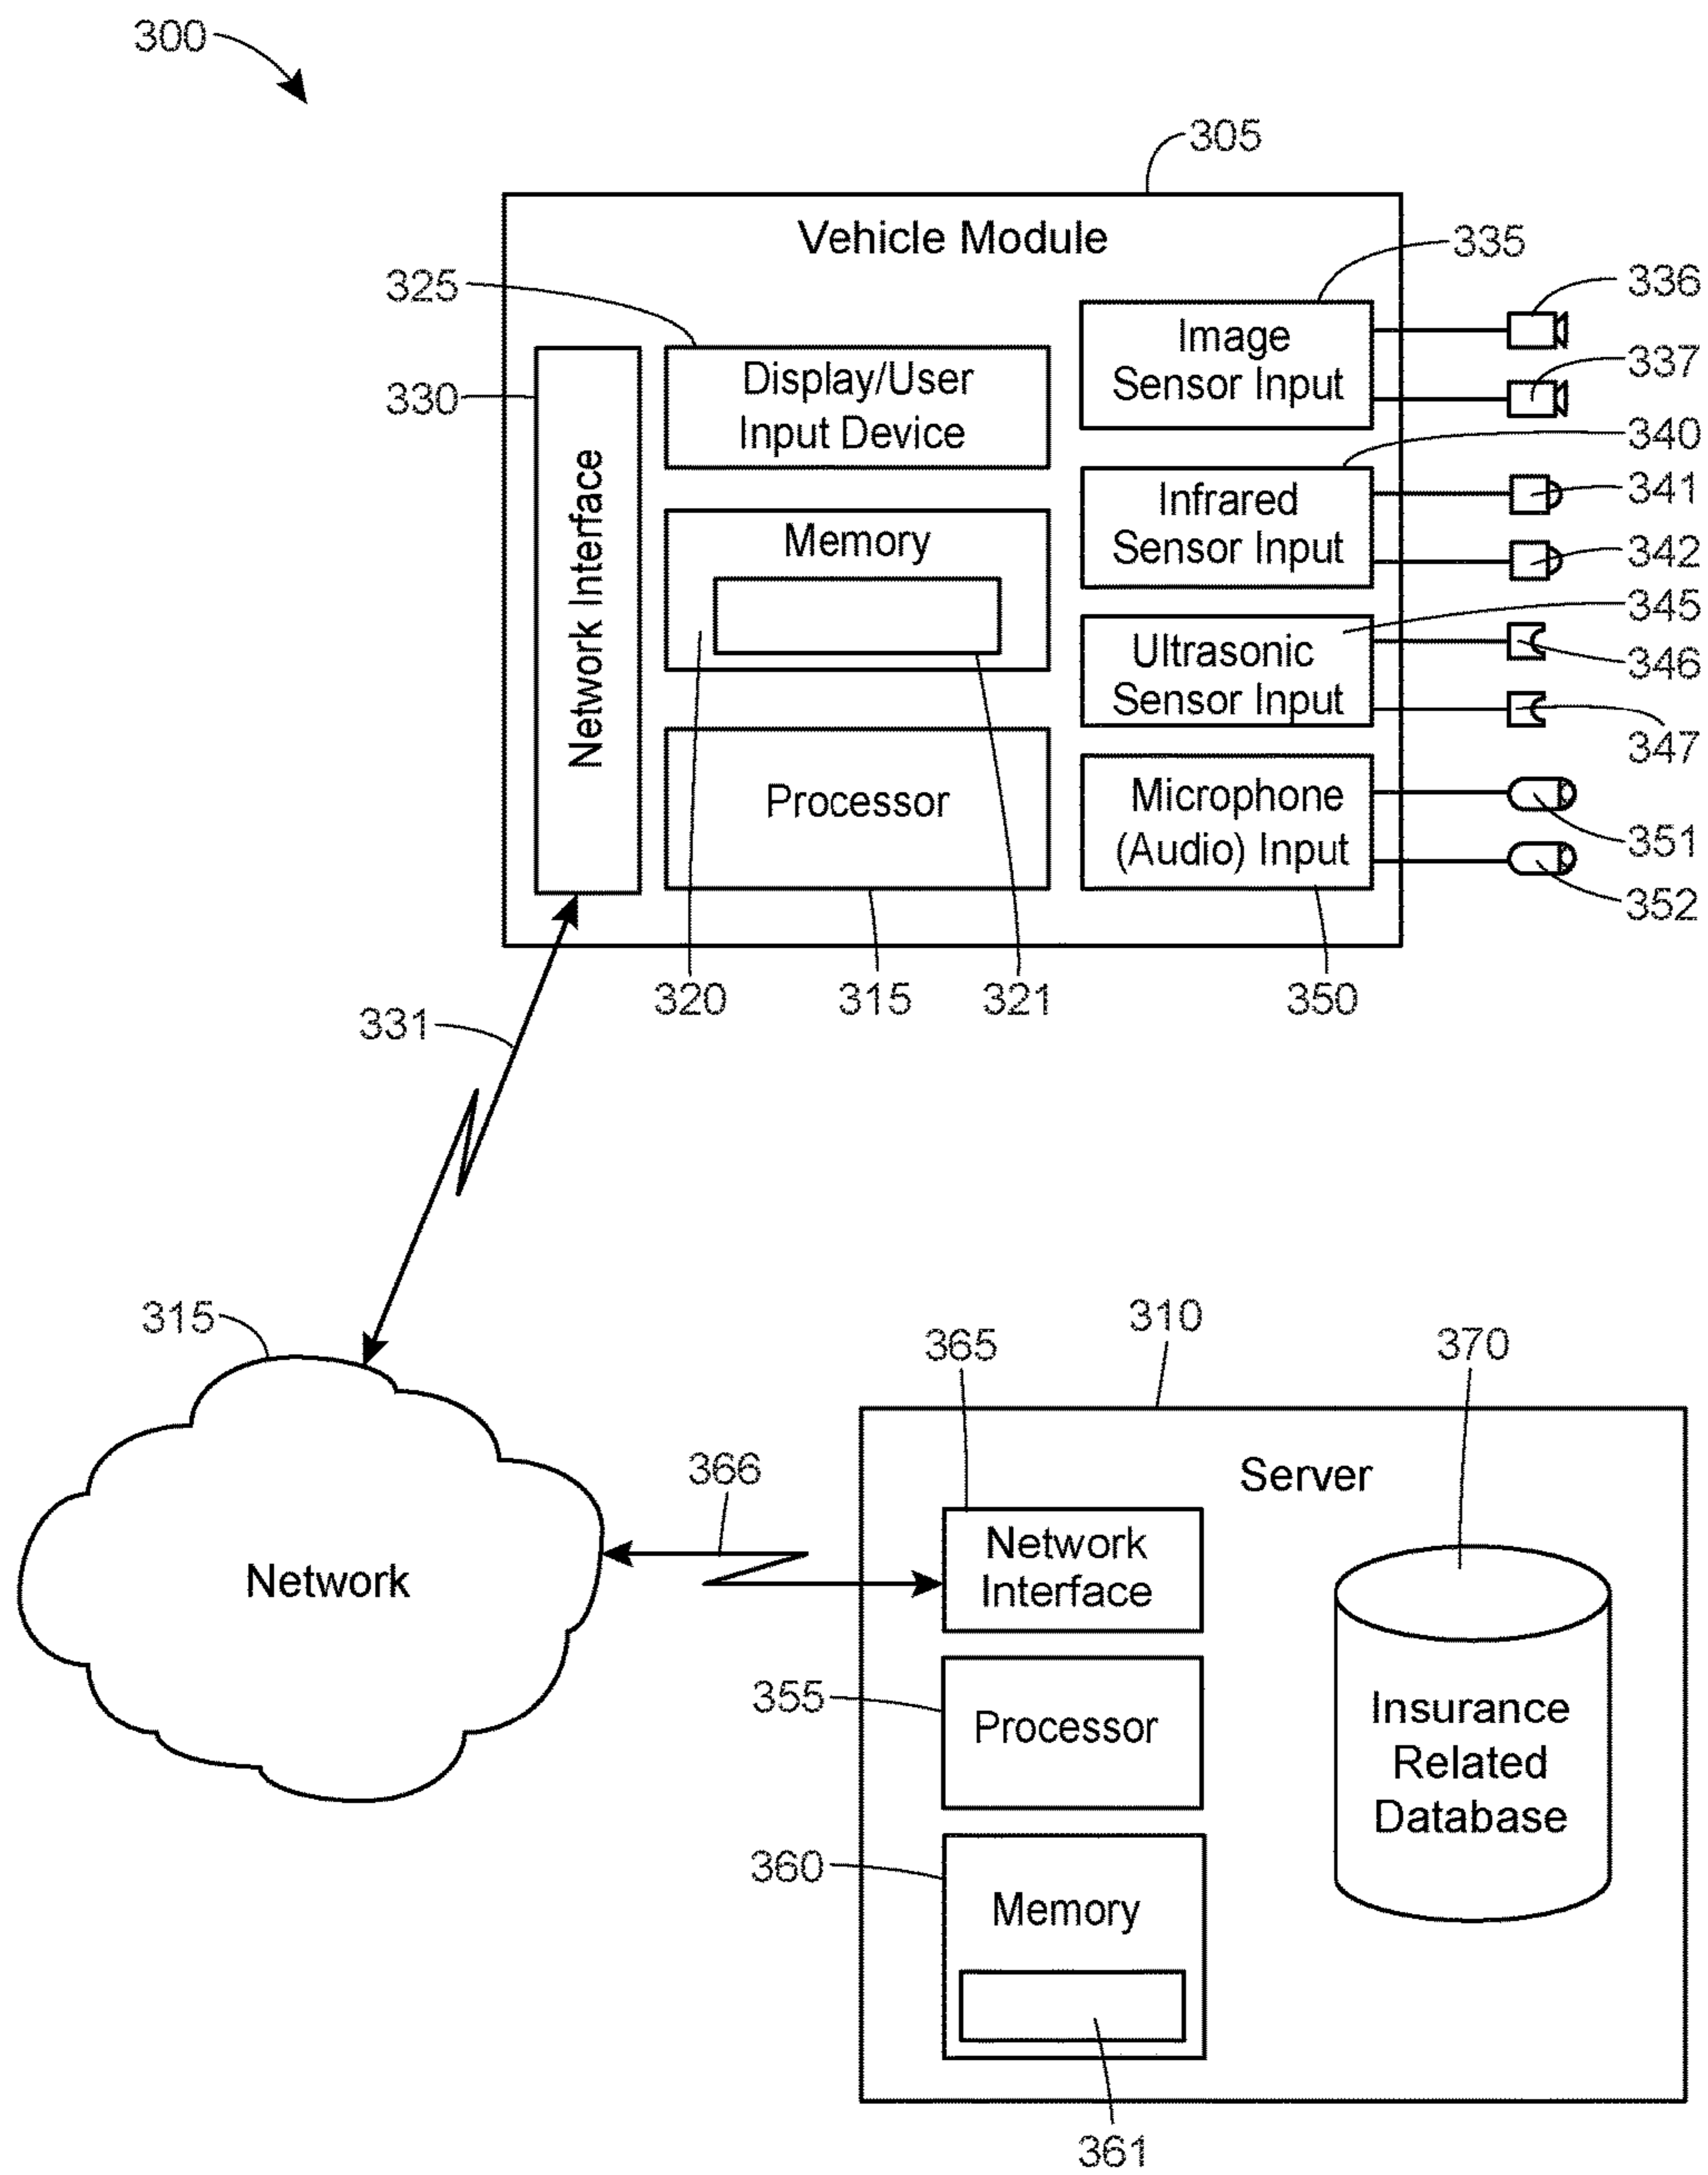 300
305
Vehicle Module
335
336
325
Image
Sensor Input
337
330
Display/User
Input Device
340
Network Interface
Infrared
Sensor Input
341
Memory
342
345
Ultrasonic
Sensor Input
346
347
Processor
Microphone
(Audio) Input
351
352
320
315
321
350
331
315
310
365
370
366
Server
Network
Network
Interface
355
Processor
Insurance
Related
Database
360
Memory
361